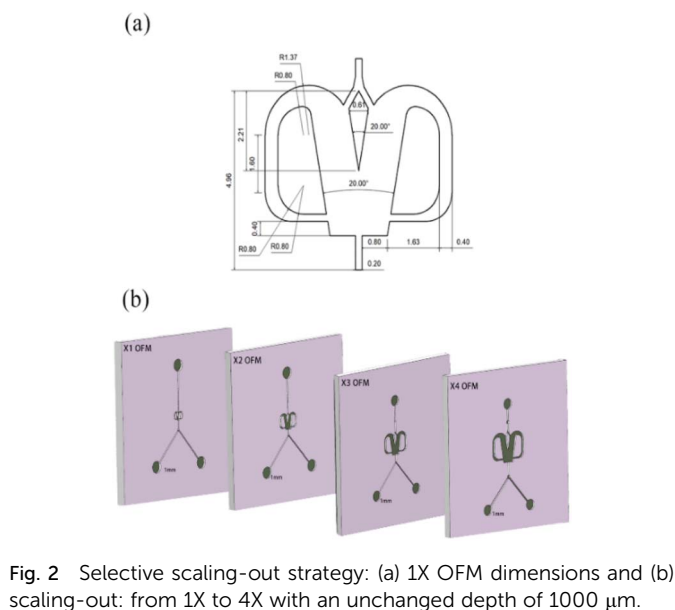 (a)
R1.37
R0.80
0.61
20.00°
2.21
1.60
4.96
20.00°
0.40
R0.80
R0.80
0.80
1.63
0.40
0.20
(b)
X1 OFM
X2 OFM
X3 OFM
X4 OFM
1mm
1mm
1mm
1mm
Fig. 2 Selective scaling-out strategy: (a) 1X OFM dimensions and (b)
scaling-out: from 1X to 4X with an unchanged depth of 1000 μm.